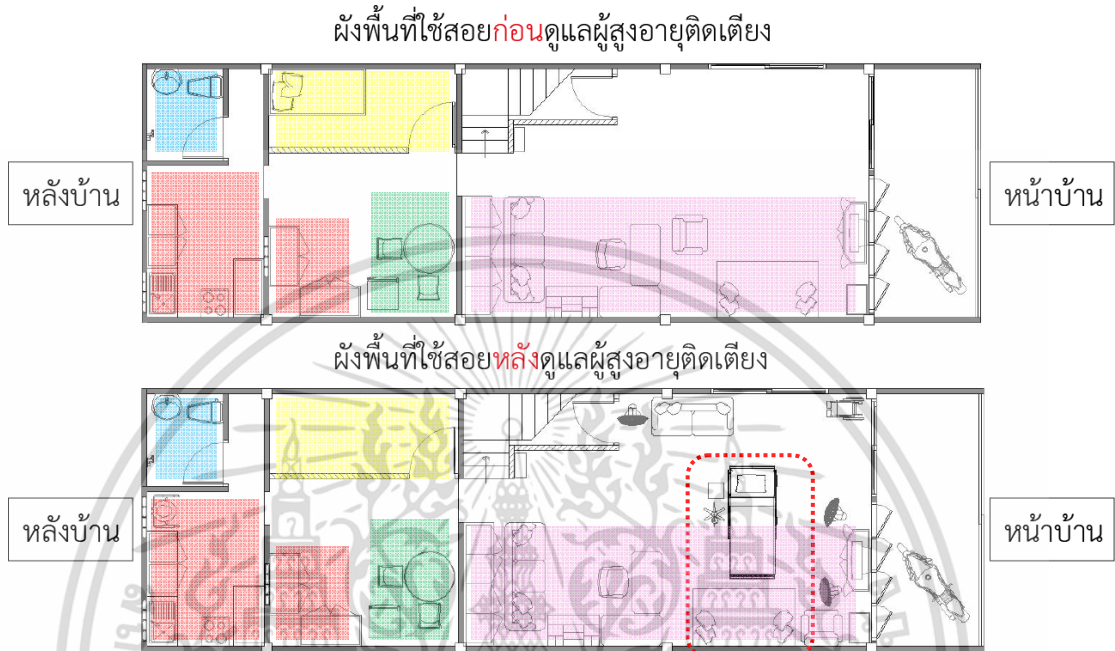 ผังพื้นที่ใช้สอยก่อนดูแลผู้สูงอายุติดเตียง
หลังบ้าน
หน้าบ้าน
ผังพื้นที่ใช้สอยหลังดูแลผู้สูงอายุติดเตียง
หลังบ้าน
หน้าบ้าน